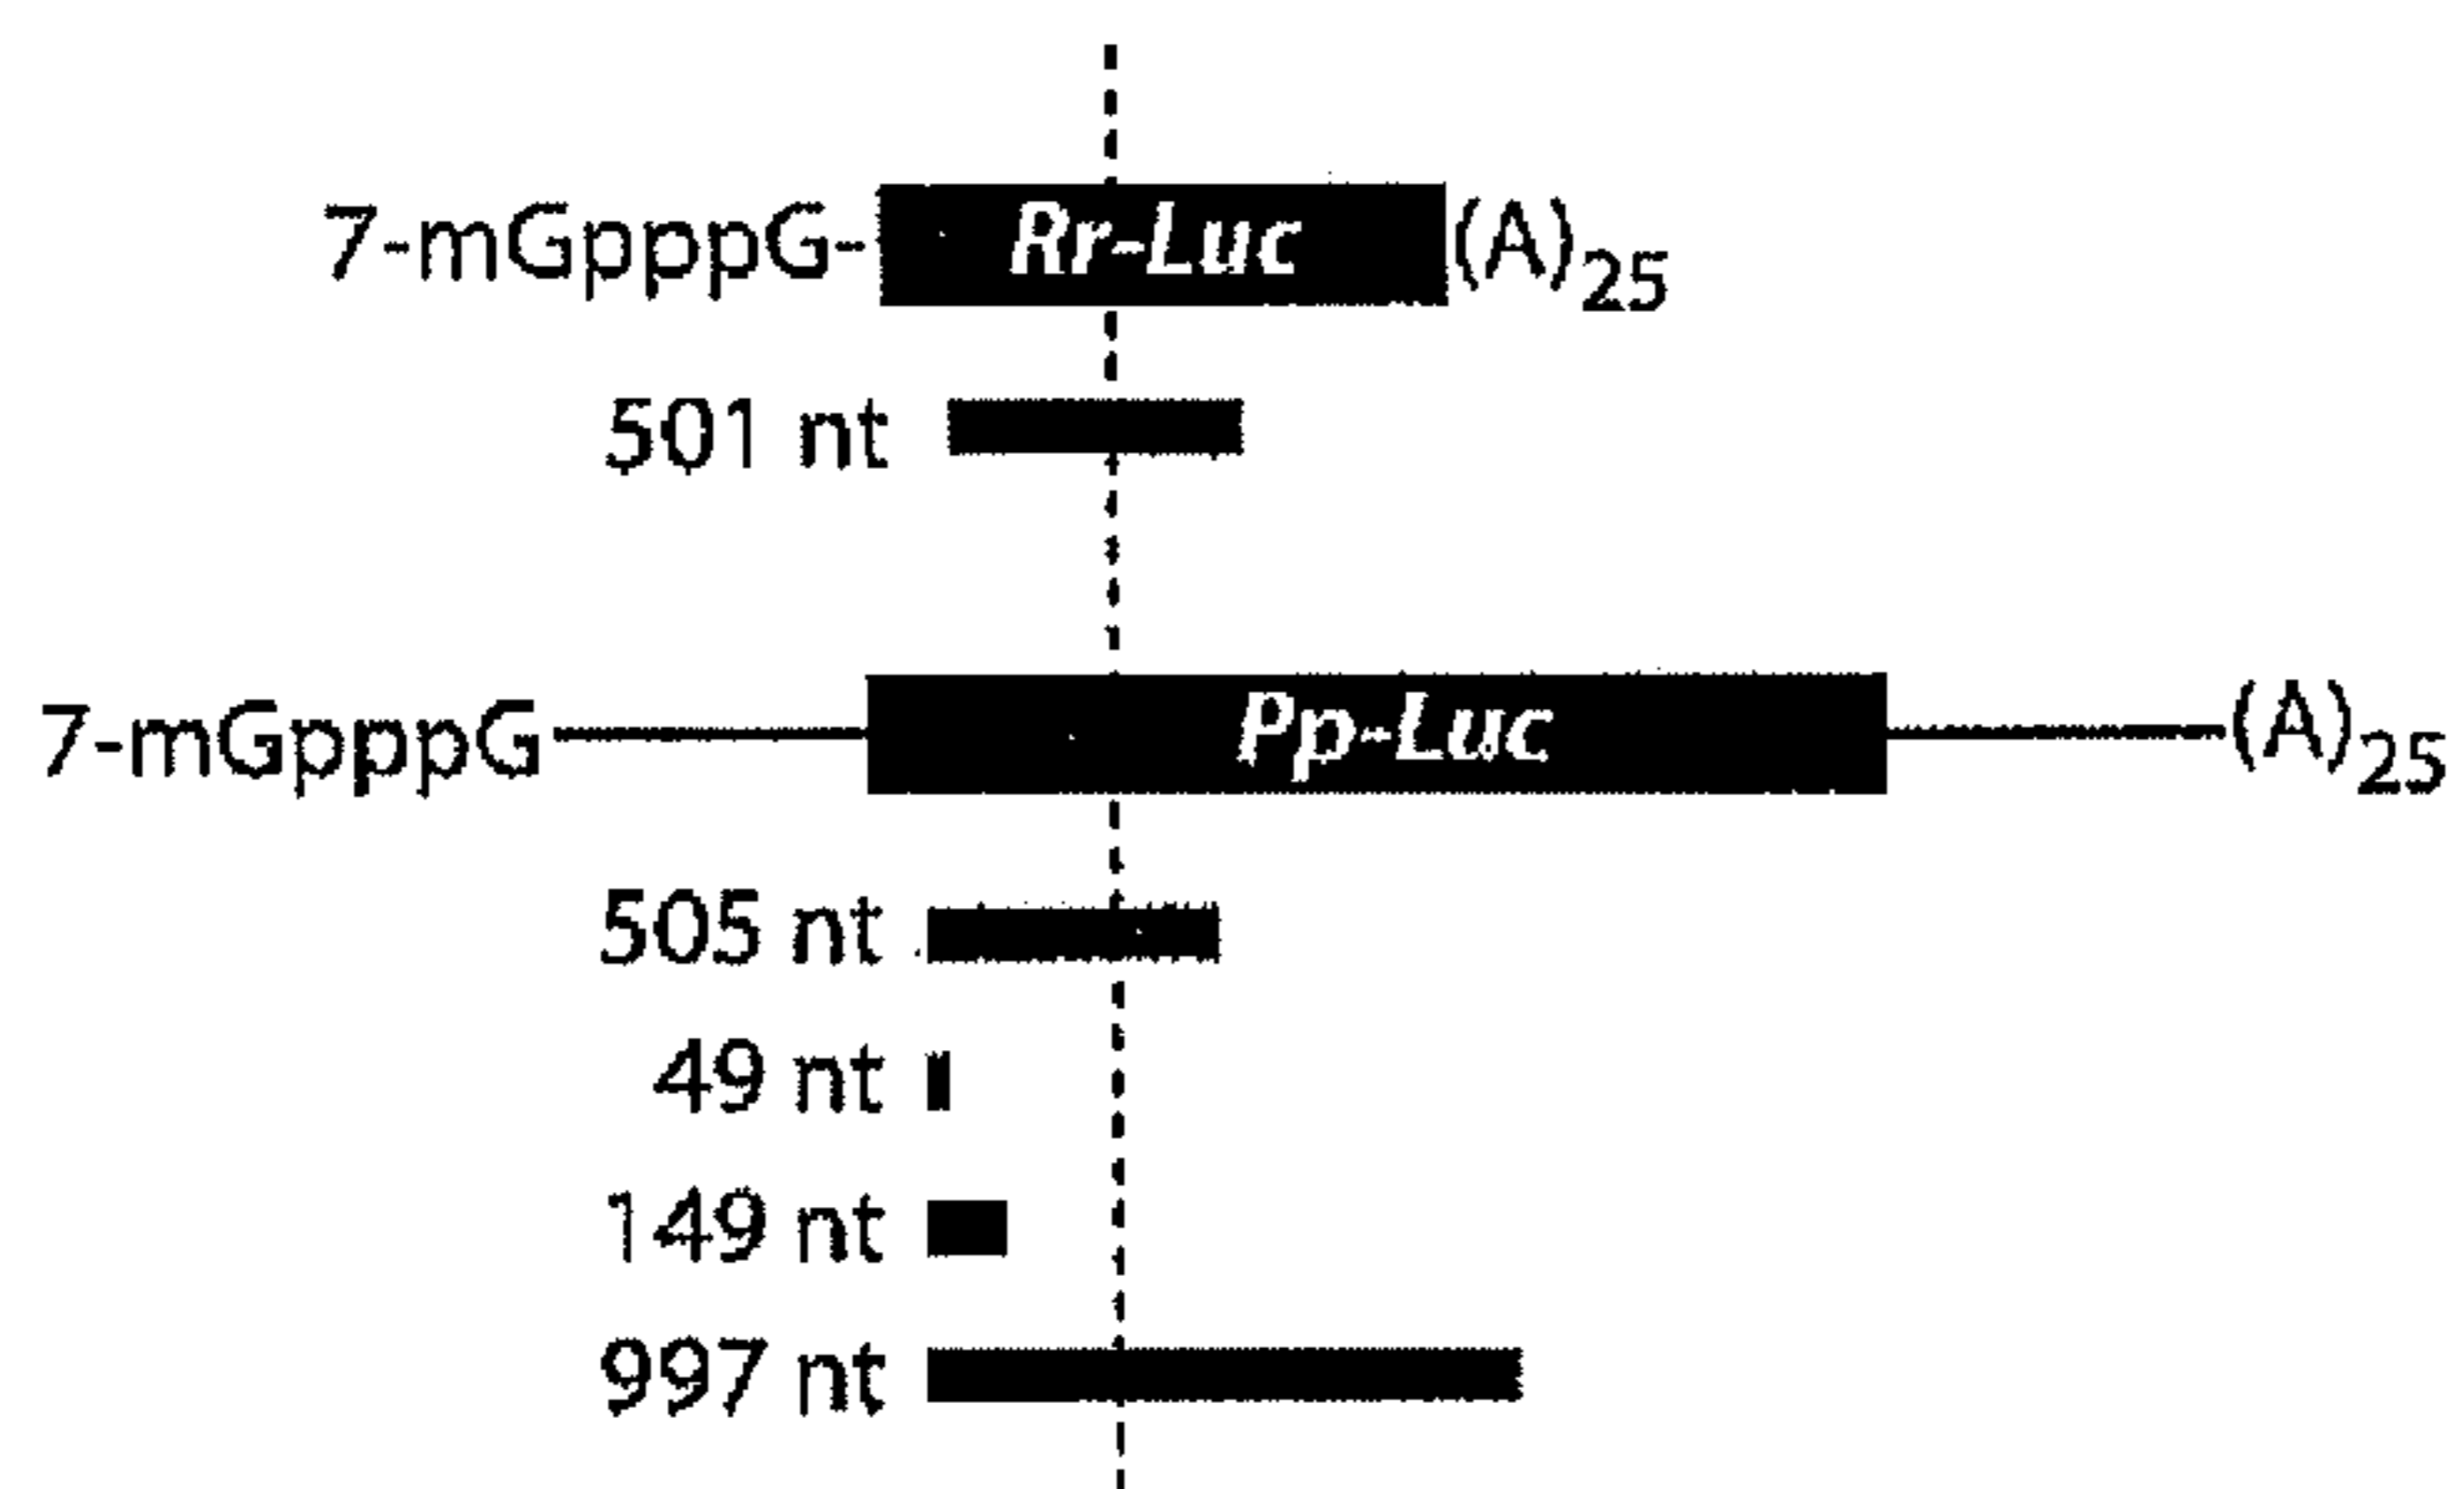 7-mGpppG- Rr-Luc (A)25
501 nt
7-mGpppG Pp-Luc (A)25
505 nt
49 nt
149 nt
997 nt